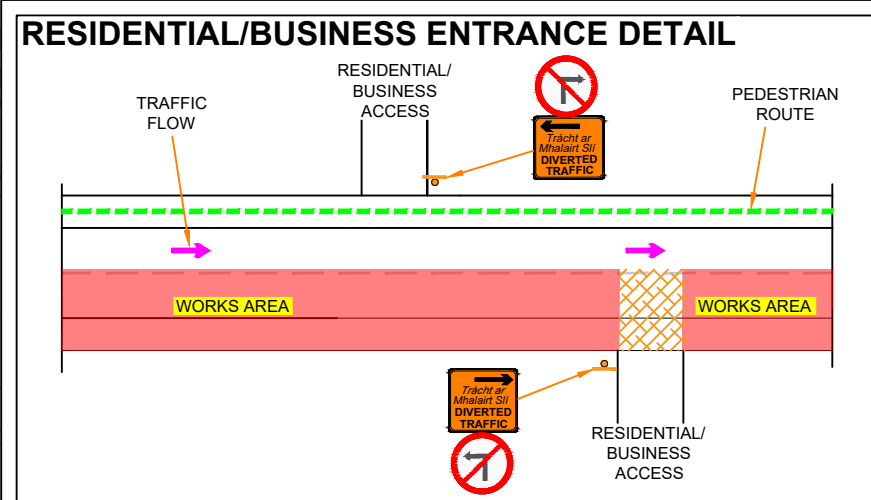 RESIDENTIAL/BUSINESS ENTRANCE DETAIL
RESIDENTIAL/
BUSINESS
ACCESS
TRAFFIC
FLOW
Trácht ar
Mhalairt Slí
DIVERTED
TRAFFIC
PEDESTRIAN
ROUTE
WORKS AREA
WORKS AREA
Trácht ar
Mhalairt Slí
DIVERTED
TRAFFIC
RESIDENTIAL/
BUSINESS
ACCESS